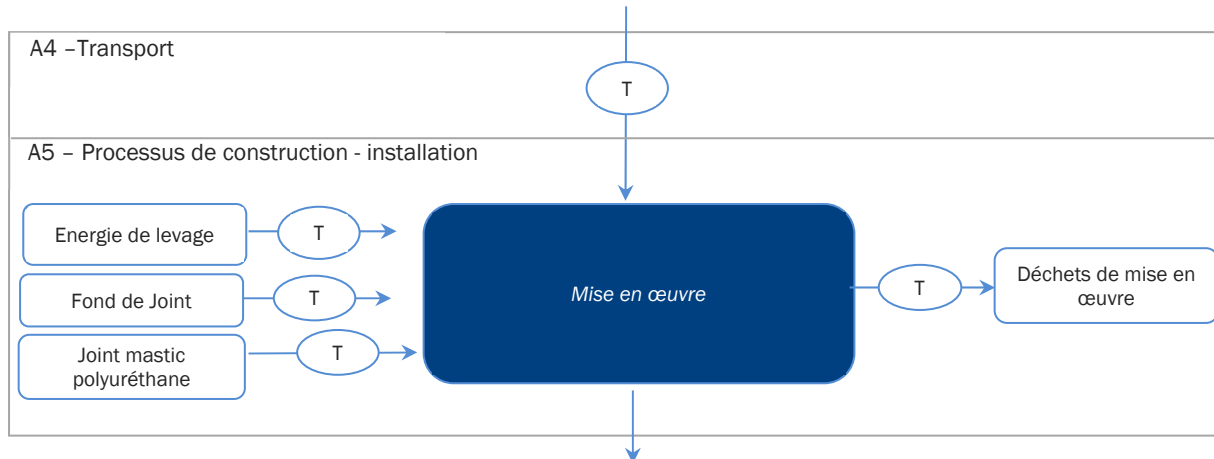 A4 –Transport
T
A5 – Processus de construction - installation
Energie de levage
T
Fond de Joint
T
Joint mastic
polyuréthane
T
Mise en œuvre
T
Déchets de mise en
œuvre